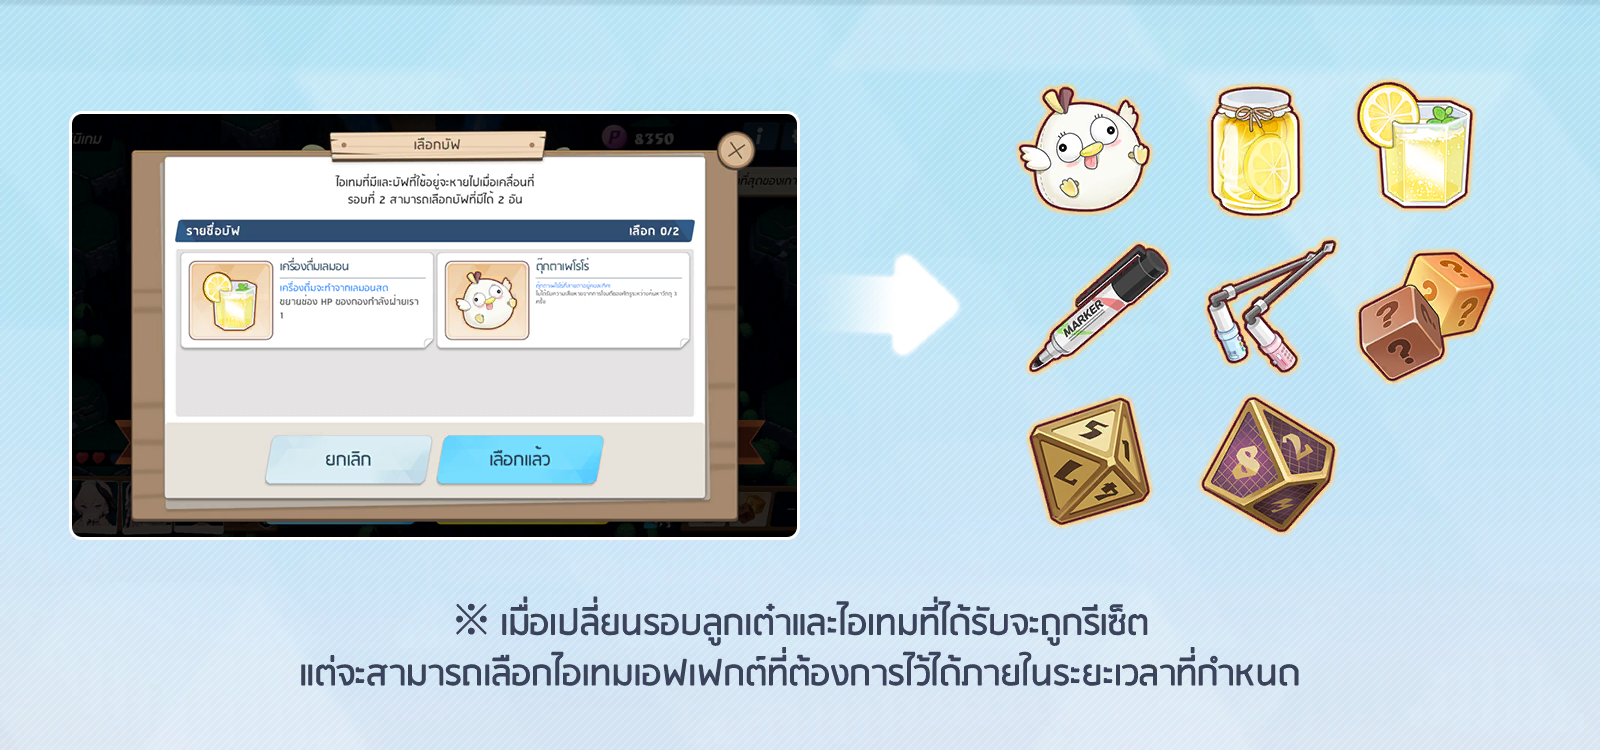 เลือกบัฟ
8350
ไอเทมที่มีและบัฟที่ใช้อยู่จะหายไปเมื่อเคลื่อนที่
รอบที่ 2 สามารถเลือกบัฟที่มีได้ 2 อัน
รายชื่อบัฟ
เลือก 0/2
เครื่องดื่มเลมอน
เครื่องดื่มจะทำจากเลมอนสด
ขยายช่อง HP ของกองกำลังฝ่ายเรา
1
ตุ๊กตาเพโรโร่
ยกเลิก
เลือกแล้ว
MARKER
? ?
? ? ?
5 1
7 4
8 2
※ เมื่อเปลี่ยนรอบลูกเต๋าและไอเทมที่ได้รับจะถูกรีเซ็ต
แต่จะสามารถเลือกไอเทมเอฟเฟกต์ที่ต้องการไว้ได้ภายในระยะเวลาที่กำหนด